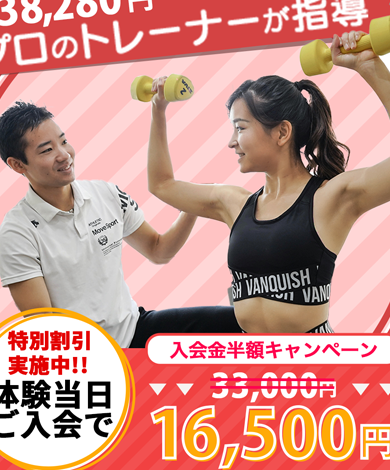 38,280円
プロのトレーナーが指導
Move Sport
VANQUISH
特別割引
実施中!!
体験当日
ご入会で
入会金半額キャンペーン
33,000円
16,500円